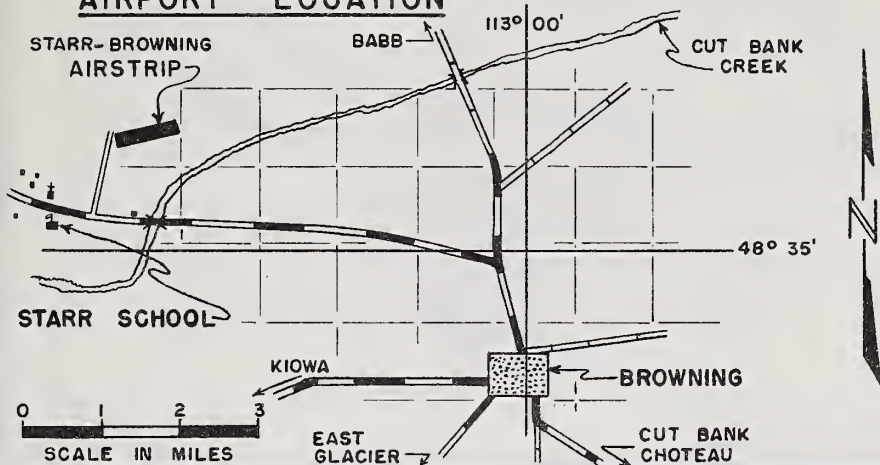 AIRPORT LOCATION
STARR-BROWNING
AIRSTRIP
BABB
113° 00'
CUT BANK
CREEK
48° 35'
N
STARR SCHOOL
KIOWA
BROWNING
0 1 2 3
SCALE IN MILES
EAST
GLACIER
CUT BANK
CHOTEAU